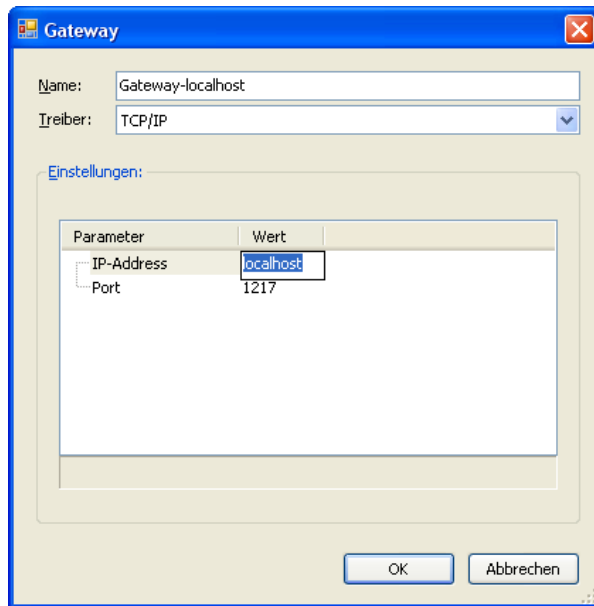 Gateway
Name: Gateway-localhost
Treiber: TCP/IP
Einstellungen:
Parameter Wert
IP-Address localhost
Port 1217
OK Abbrechen